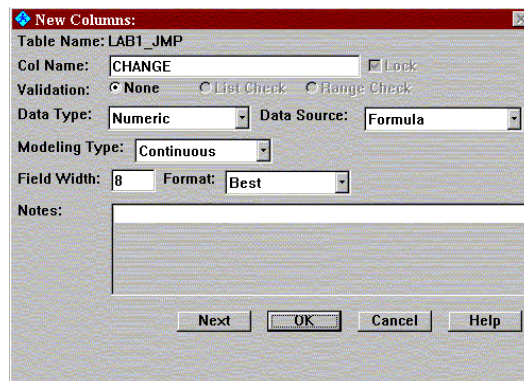 New Columns:
Table Name: LAB1_JMP
Col Name: CHANGE Lock
Validation: None List Check Range Check
Data Type: Numeric Data Source: Formula
Modeling Type: Continuous
Field Width: 8 Format: Best
Notes:
Next OK Cancel Help